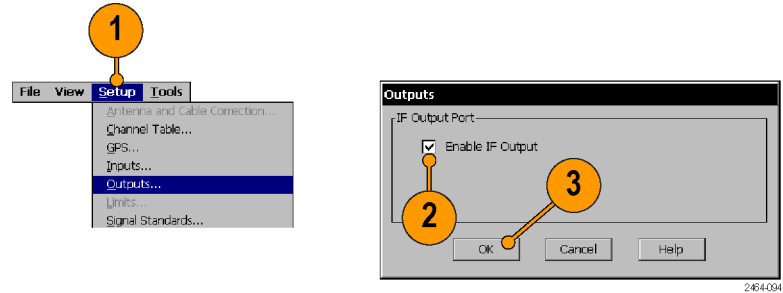 1
File View Setup Tools
Antenna and Cable Correction...
Channel Table...
GPS...
Inputs...
Outputs...
Limits...
Signal Standards...
Outputs
IF Output Port
Enable IF Output
2
3
OK Cancel Help
2464-094